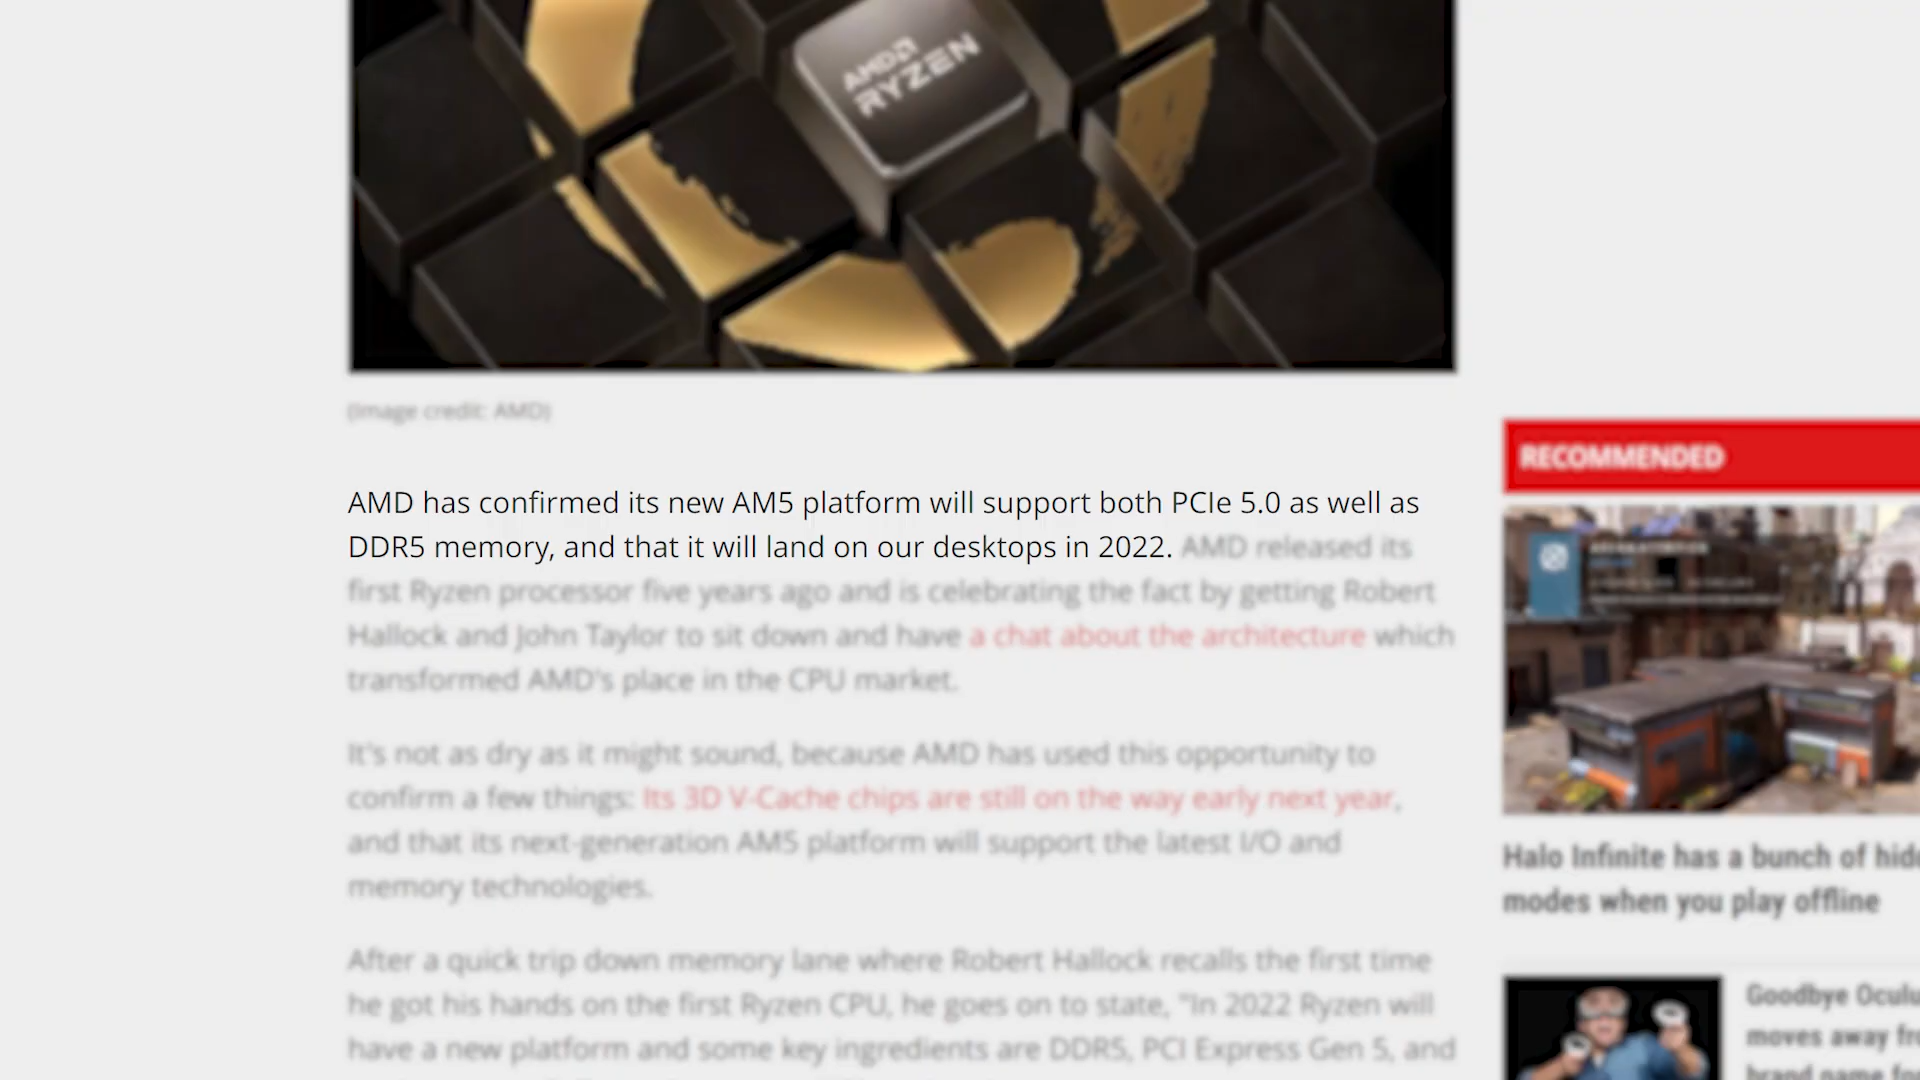 AMD
RYZEN
(Image credit: AMD)
AMD has confirmed its new AM5 platform will support both PCIe 5.0 as well as
DDR5 memory, and that it will land on our desktops in 2022. AMD released its
first Ryzen processor five years ago and is celebrating the fact by getting Robert
Hallock and John Taylor to sit down and have a chat about the architecture which
transformed AMD's place in the CPU market.
It's not as dry as it might sound, because AMD has used this opportunity to
confirm a few things: Its 3D V-Cache chips are still on the way early next year,
and that its next-generation AM5 platform will support the latest I/O and
memory technologies.
After a quick trip down memory lane where Robert Hallock recalls the first time
he got his hands on the first Ryzen CPU, he goes on to state, "In 2022 Ryzen will
have a new platform and some key ingredients are DDR5, PCI Express Gen 5, and
RECOMMENDED
Halo Infinite has a bunch of hid
modes when you play offline
Goodbye Ocul
moves away fr
brand name for